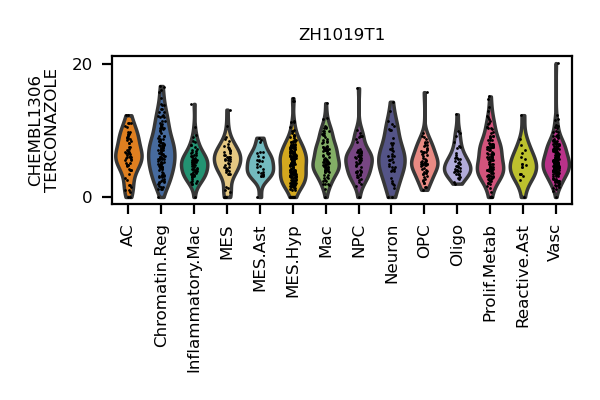 ZH1019T1
CHEMBL1306
TERCONAZOLE
20
0
AC
Chromatin.Reg
Inflammatory.Mac
MES
MES.Ast
MES.Hyp
Mac
NPC
Neuron
OPC
Oligo
Prolif.Metab
Reactive.Ast
Vasc